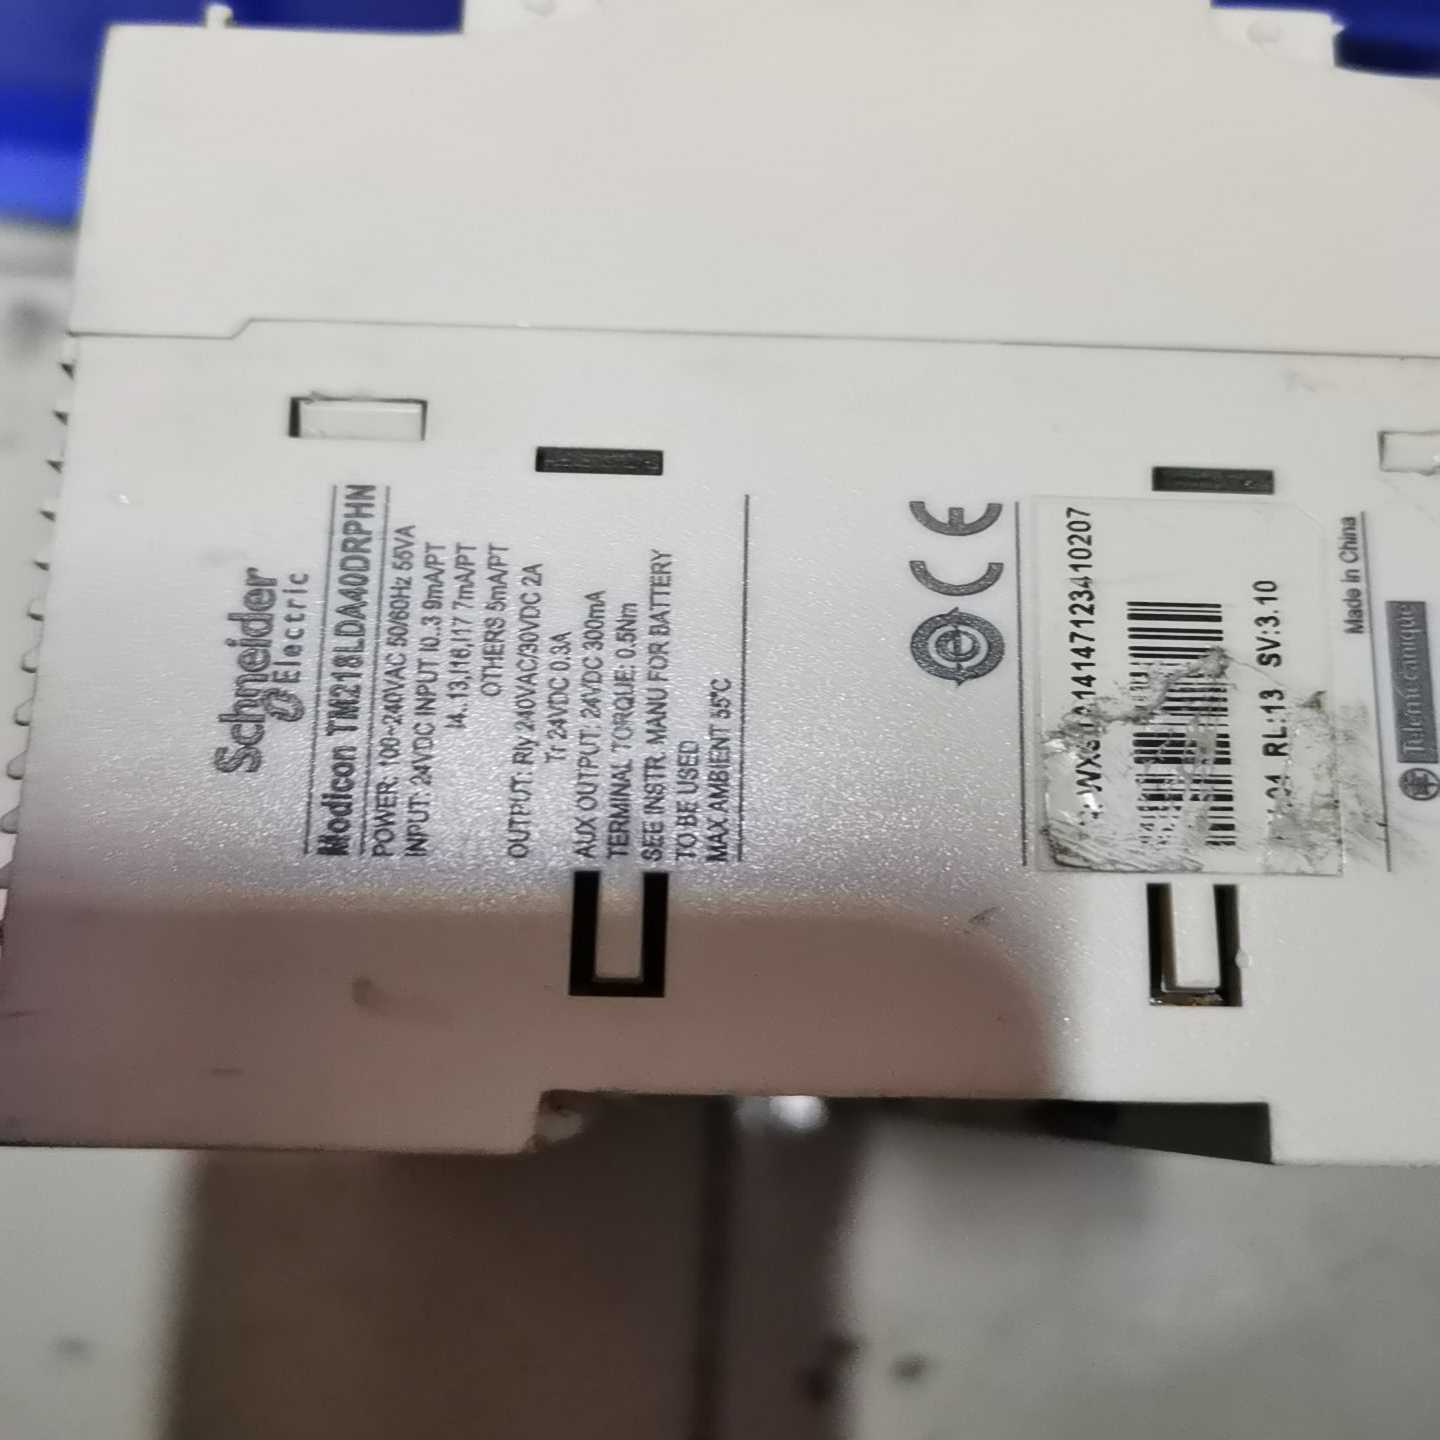 Schneider
Electric
Modicon TM218LDA40DRPHN
POWER: 100~240VAC 50/60Hz 55VA
INPUT: 24VDC INPUT I0..3 9mA/PT
I4..13,I16,I17 7mA/PT
OTHERS 5mA/PT
OUTPUT: Rly 240VAC/30VDC 2A
Tr 24VDC 0.3A
AUX OUTPUT: 24VDC 300mA
TERMINAL TORQUE: 0.5Nm
SEE INSTR. MANU FOR BATTERY
TO BE USED
MAX. AMBIENT 55°C
CE
RL:13 SV:3.10
Made in China
Telemecanique